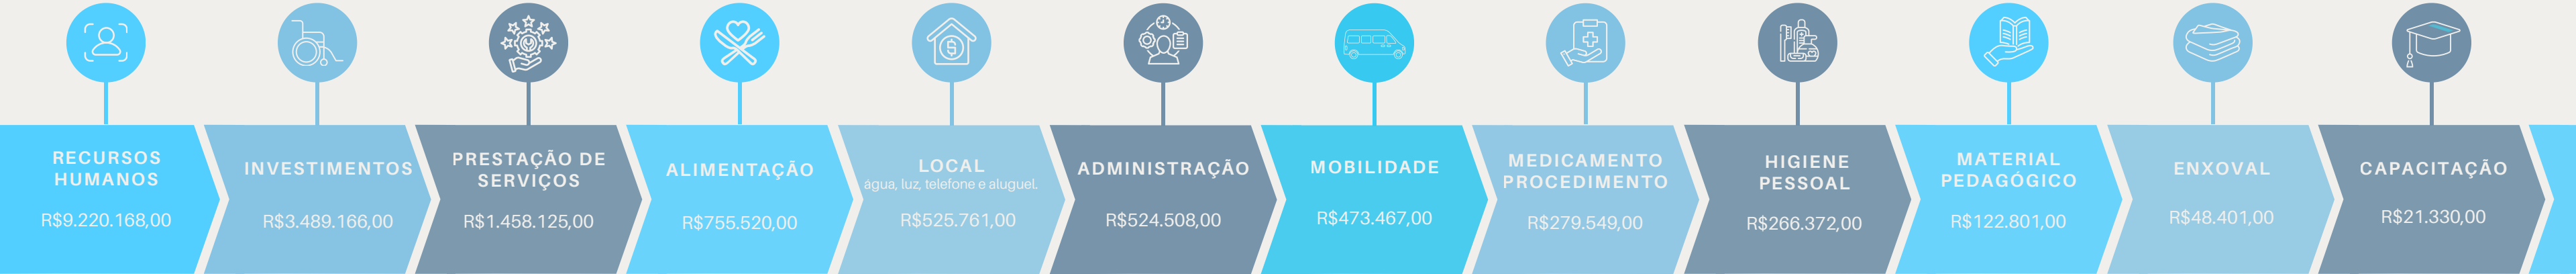 RECURSOS
HUMANOS
R$9.220.168,00
INVESTIMENTOS
R$3.489.166,00
PRESTAÇÃO DE
SERVIÇOS
R$1.458.125,00
ALIMENTAÇÃO
R$755.520,00
LOCAL
água, luz, telefone e aluguel.
R$525.761,00
ADMINISTRAÇÃO
R$524.508,00
MOBILIDADE
R$473.467,00
MEDICAMENTO
PROCEDIMENTO
R$279.549,00
HIGIENE
PESSOAL
R$266.372,00
MATERIAL
PEDAGÓGICO
R$122.801,00
ENXOVAL
R$48.401,00
CAPACITAÇÃO
R$21.330,00